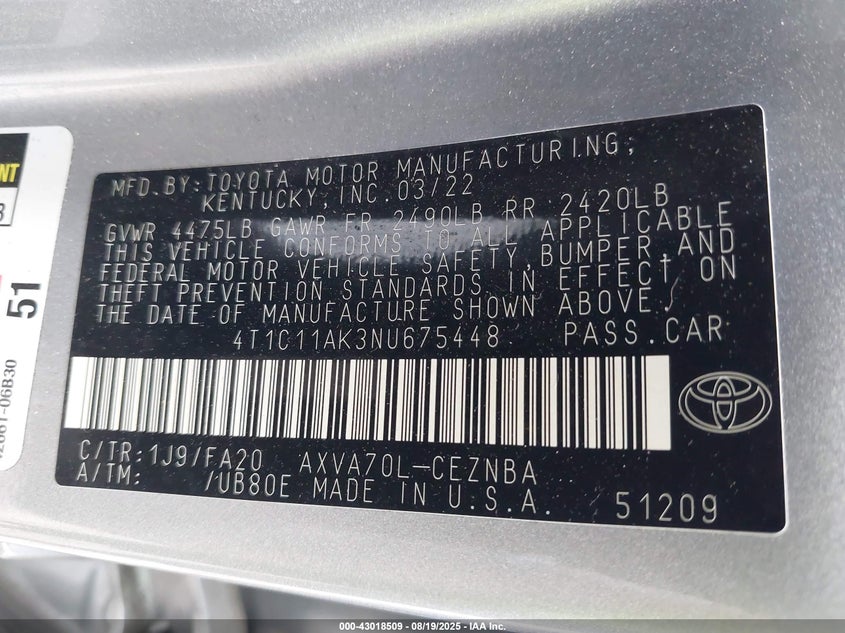 MFD. BY: TOYOTA MOTOR MANUFACTURING,
KENTUCKY, INC. 03/22
GVWR 4475LB GAWR FR 2490LB RR 2420LB
THIS VEHICLE CONFORMS TO ALL APPLICABLE
FEDERAL MOTOR VEHICLE SAFETY, BUMPER, AND
THEFT PREVENTION STANDARDS IN EFFECT ON
THE DATE OF MANUFACTURE SHOWN ABOVE.
4T1C11AK3NU675448 PASS. CAR
C/TR: 1J9/FA20 AXVA70L-CEZNBA
A/TM: /UB80E MADE IN U.S.A. 51209
51
000-43018509 - 08/19/2025 - IAA Inc.